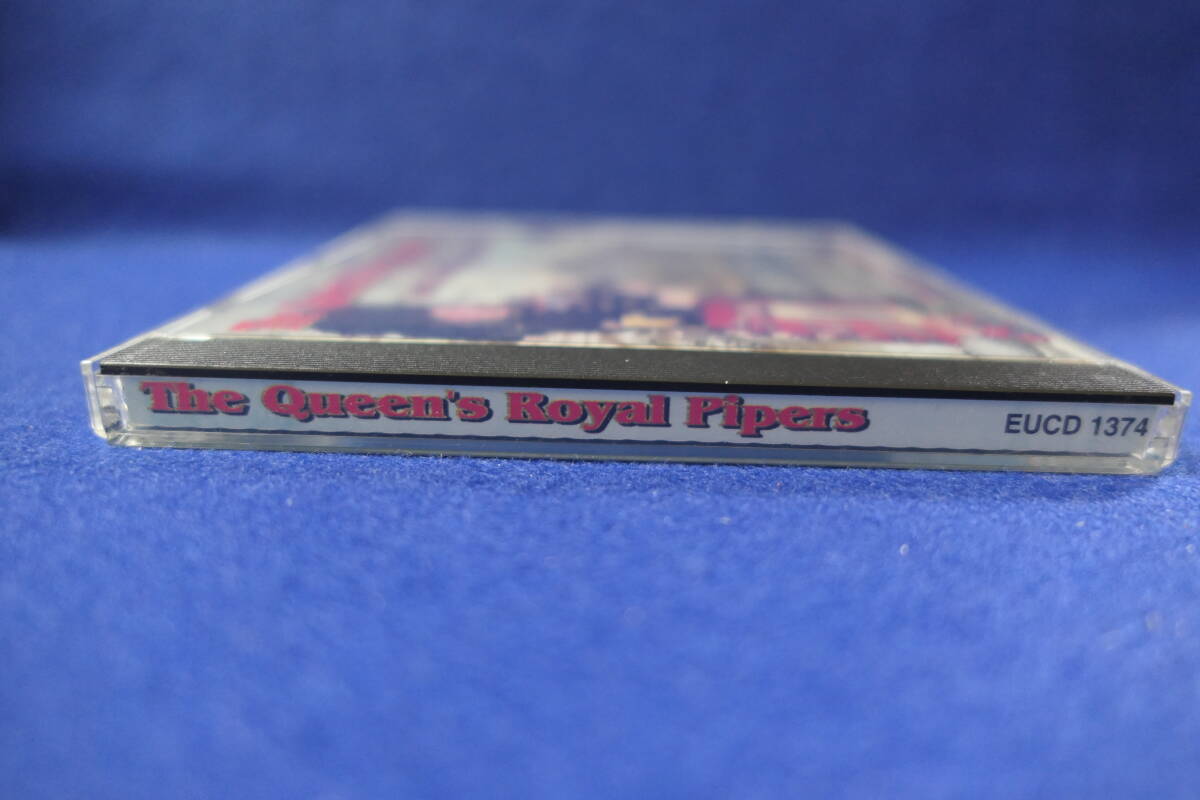 The Queen's Royal Pipers
EUCD 1374